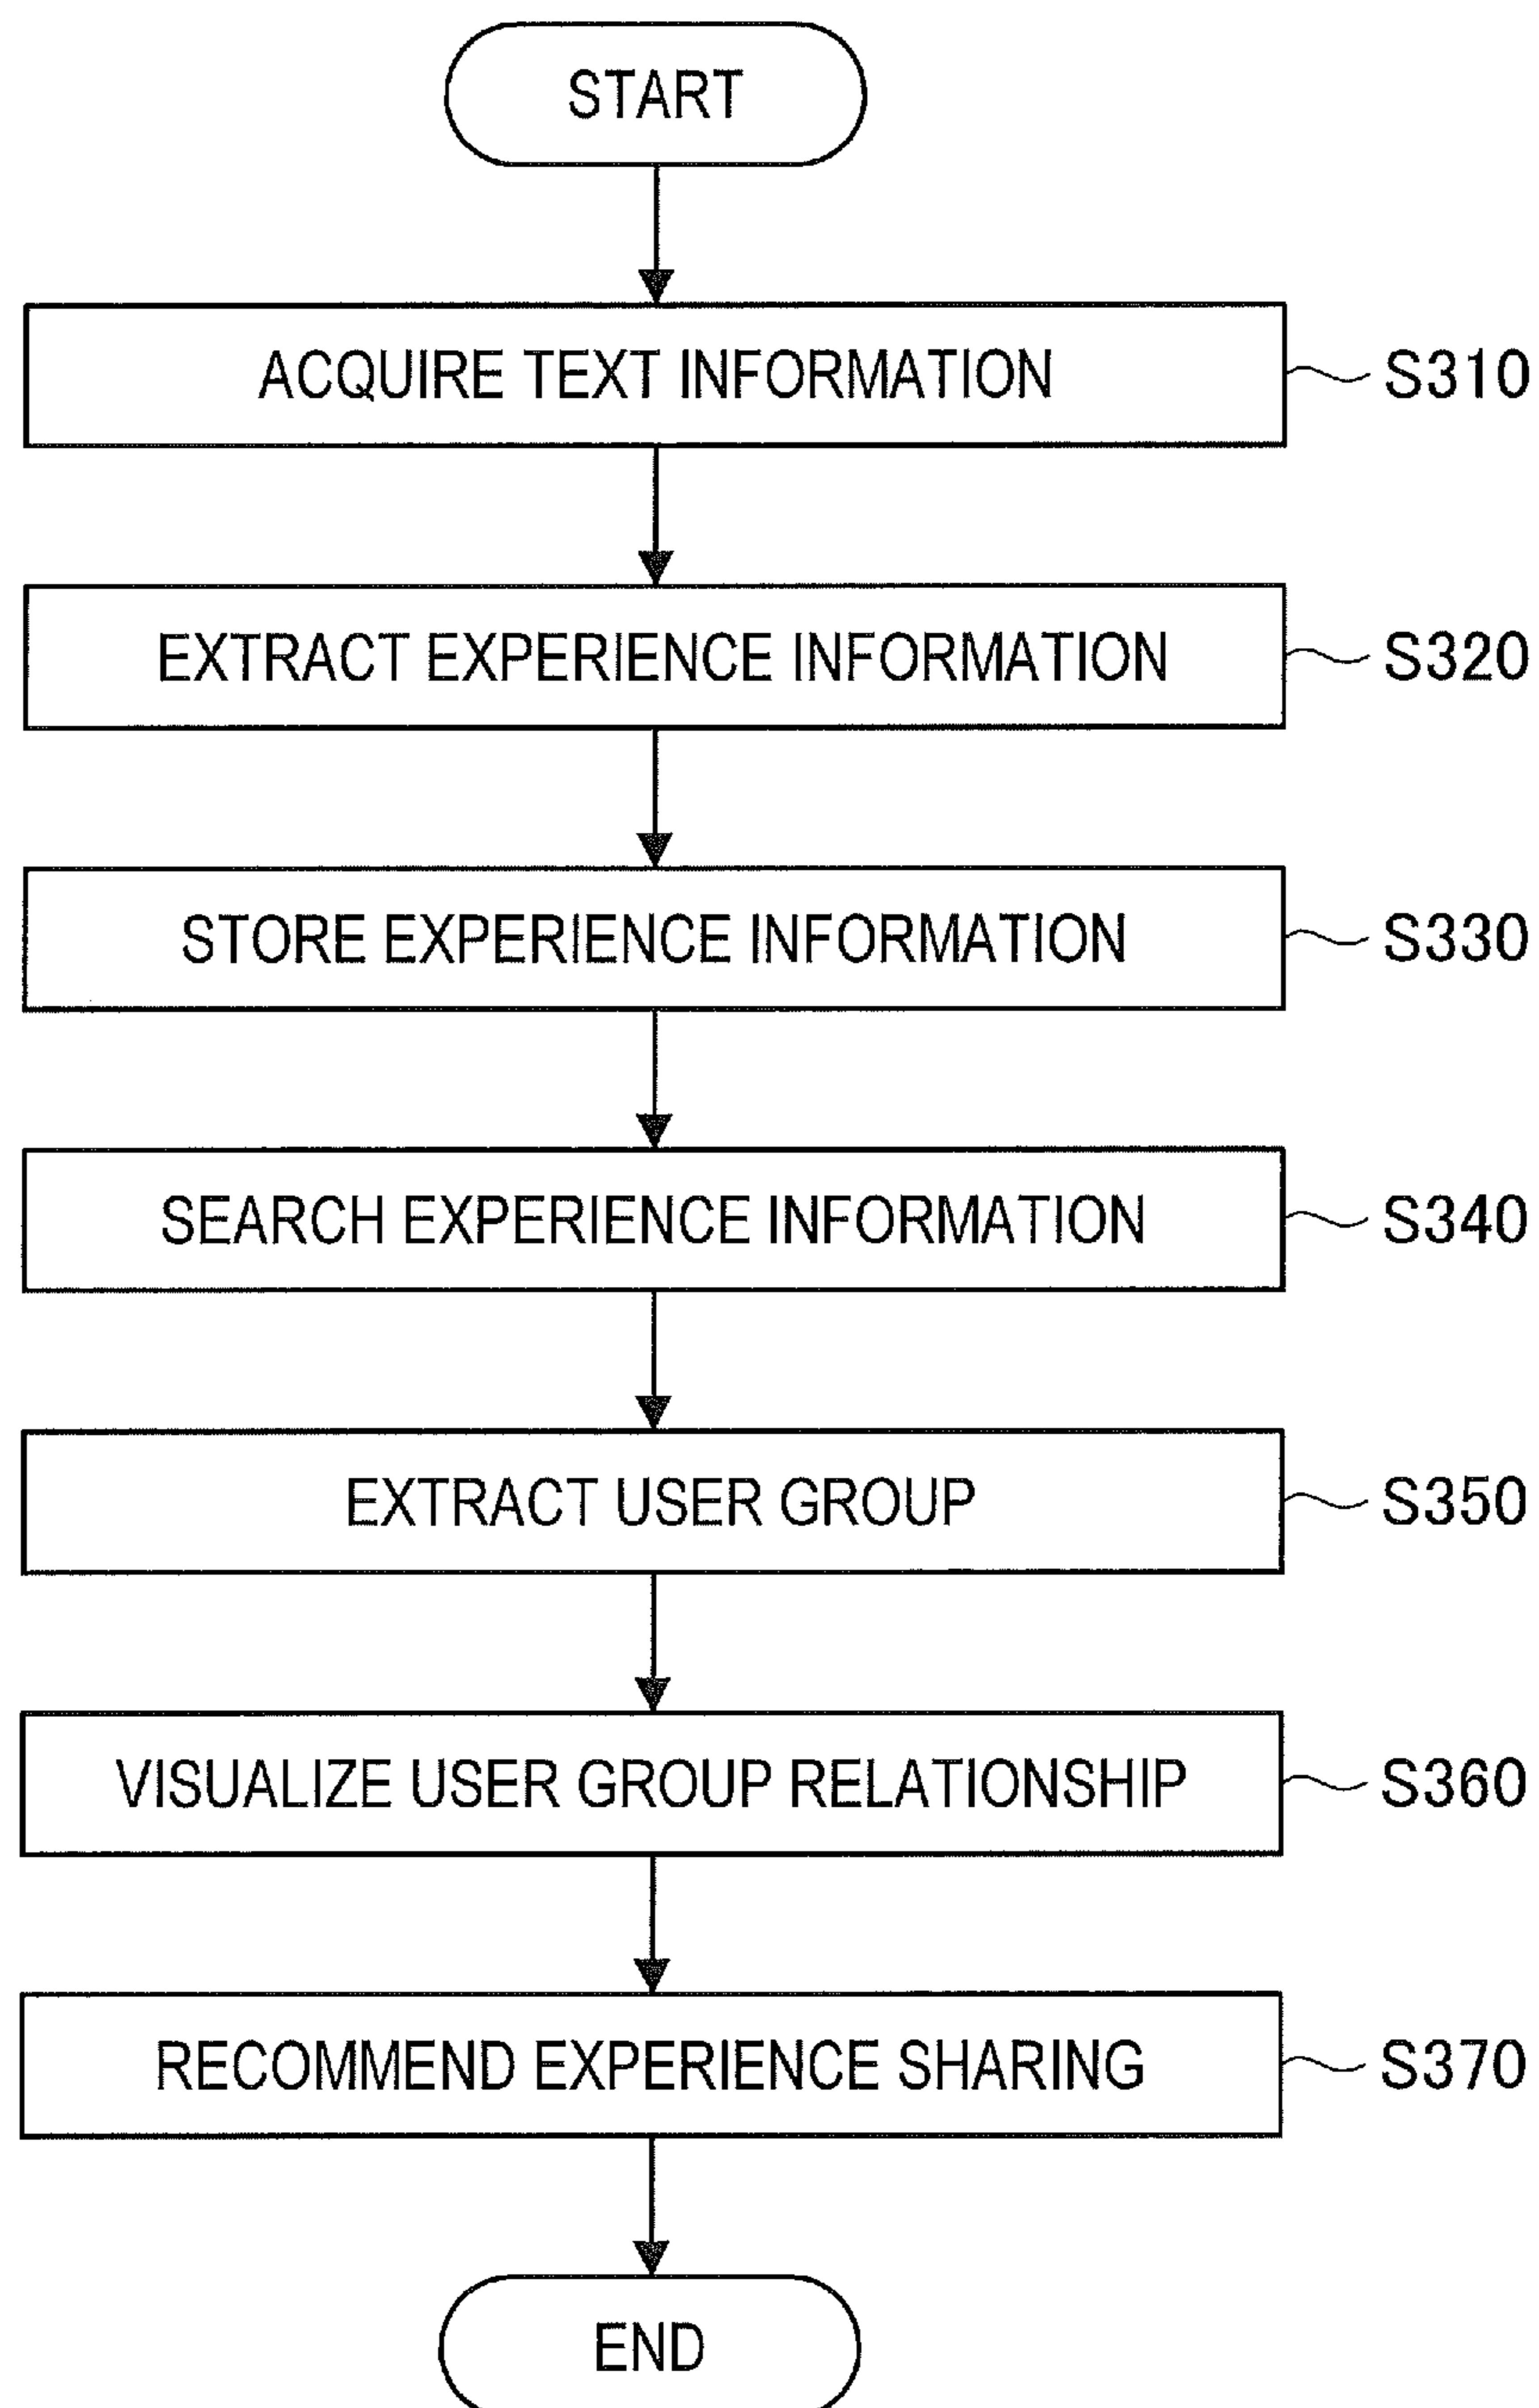 START
ACQUIRE TEXT INFORMATION S310
EXTRACT EXPERIENCE INFORMATION S320
STORE EXPERIENCE INFORMATION S330
SEARCH EXPERIENCE INFORMATION S340
EXTRACT USER GROUP S350
VISUALIZE USER GROUP RELATIONSHIP S360
RECOMMEND EXPERIENCE SHARING S370
END